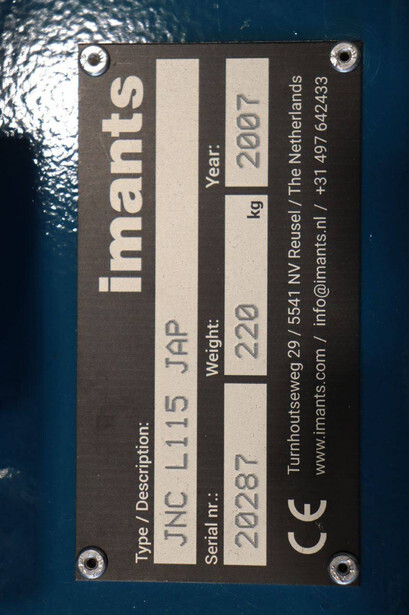 imants
Type / Description:
JNC L115 JAP
Serial nr.: Weight: Year:
20287 220 kg 2007
CE Turnhoutseweg 29 / 5541 NV Reusel / The Netherlands
www.imants.com / info@imants.nl / +31 497 642433